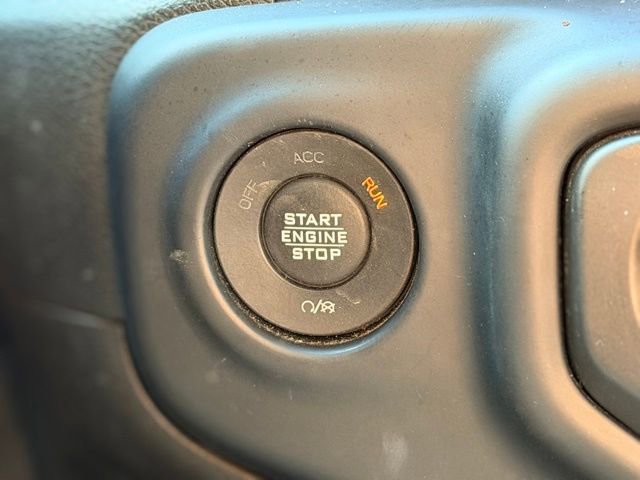 ACC
OFF
RUN
START
ENGINE
STOP